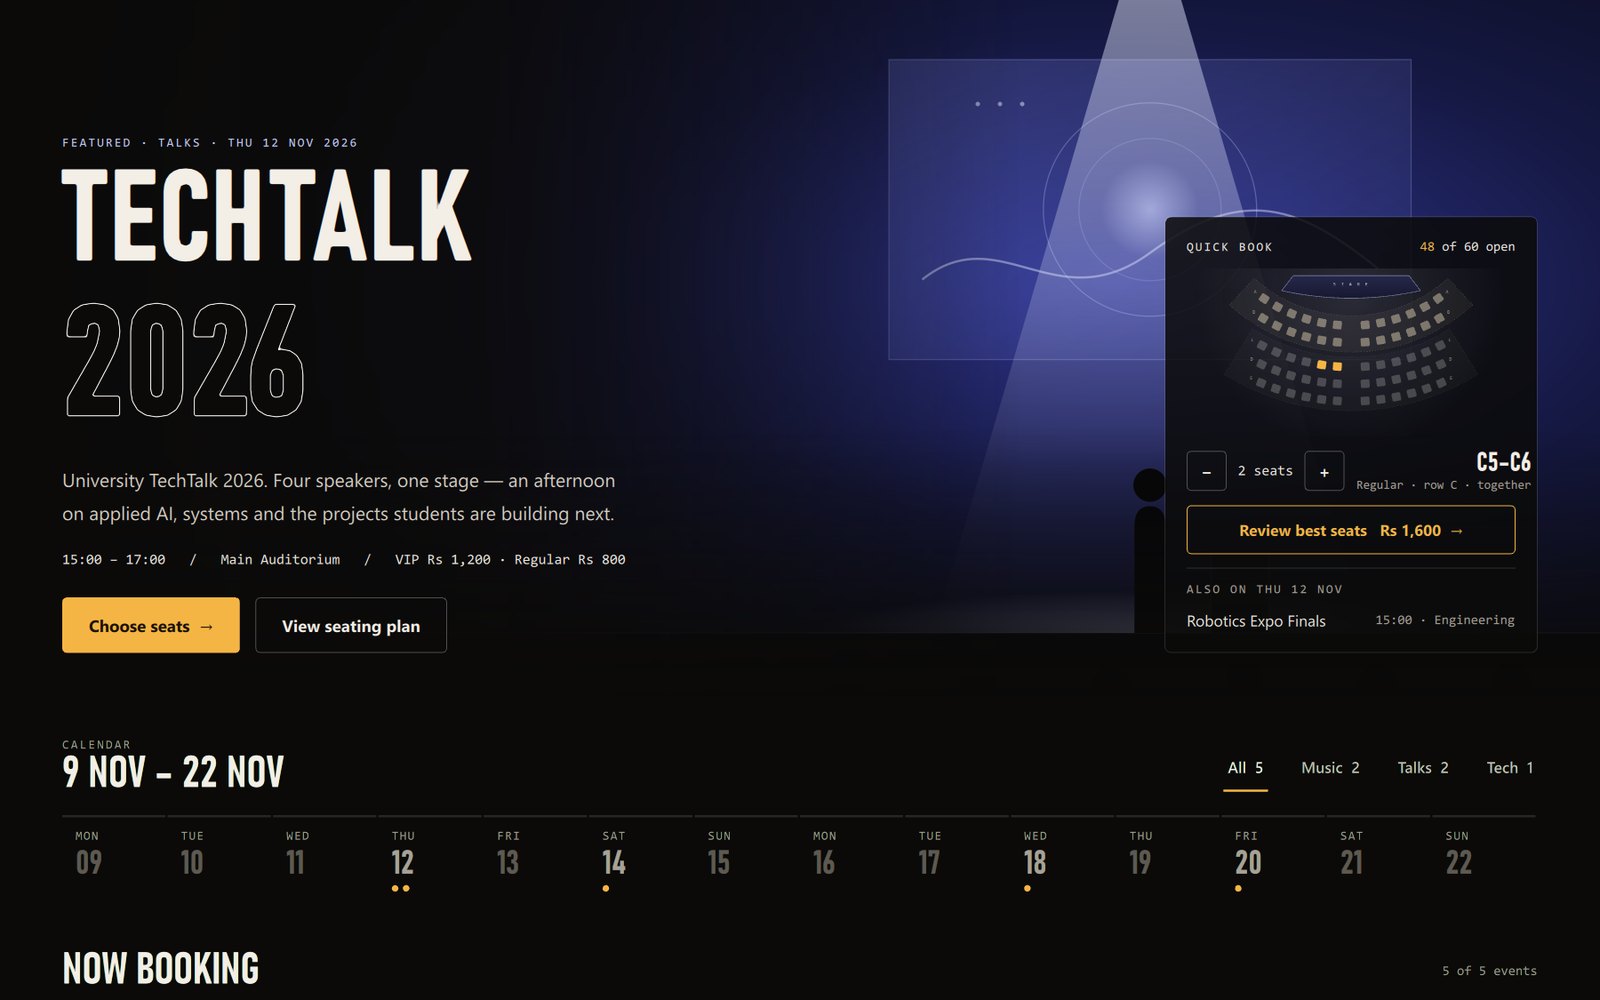 FEATURED · TALKS · THU 12 NOV 2026
TECHTALK
2026
University TechTalk 2026. Four speakers, one stage — an afternoon
on applied AI, systems and the projects students are building next.
15:00 – 17:00 / Main Auditorium / VIP Rs 1,200 · Regular Rs 800
Choose seats →
View seating plan
QUICK BOOK
48 of 60 open
STAGE
− 2 seats +
C5–C6
Regular · row C · together
Review best seats Rs 1,600 →
ALSO ON THU 12 NOV
Robotics Expo Finals
15:00 · Engineering
CALENDAR
9 NOV – 22 NOV
All 5
Music 2
Talks 2
Tech 1
MON TUE WED THU FRI SAT SUN MON TUE WED THU FRI SAT SUN
09 10 11 12 13 14 15 16 17 18 19 20 21 22
NOW BOOKING
5 of 5 events